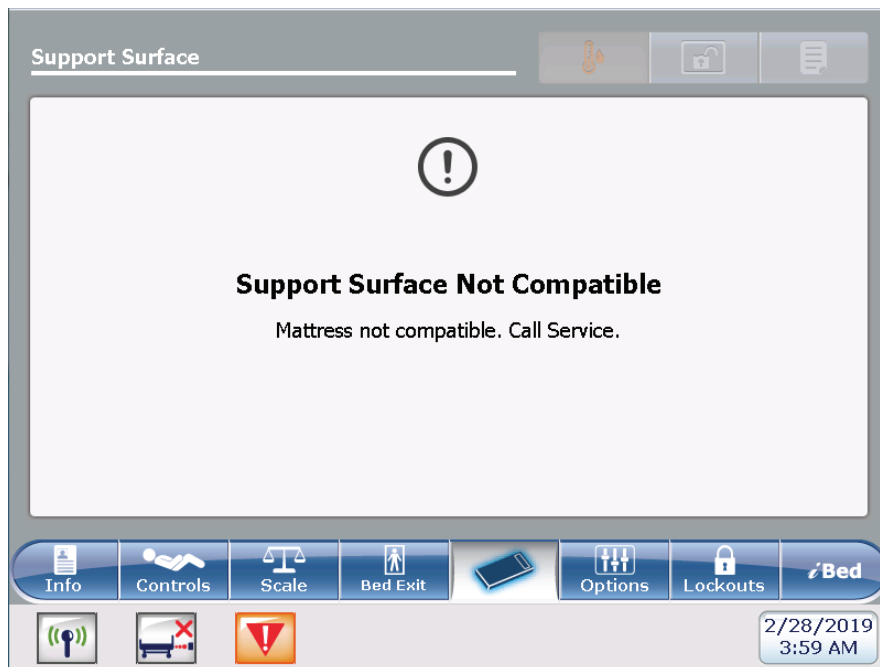 Support Surface
Support Surface Not Compatible
Mattress not compatible. Call Service.
Info
Controls
Scale
Bed Exit
Options
Lockouts
iBed
2/28/2019
3:59 AM